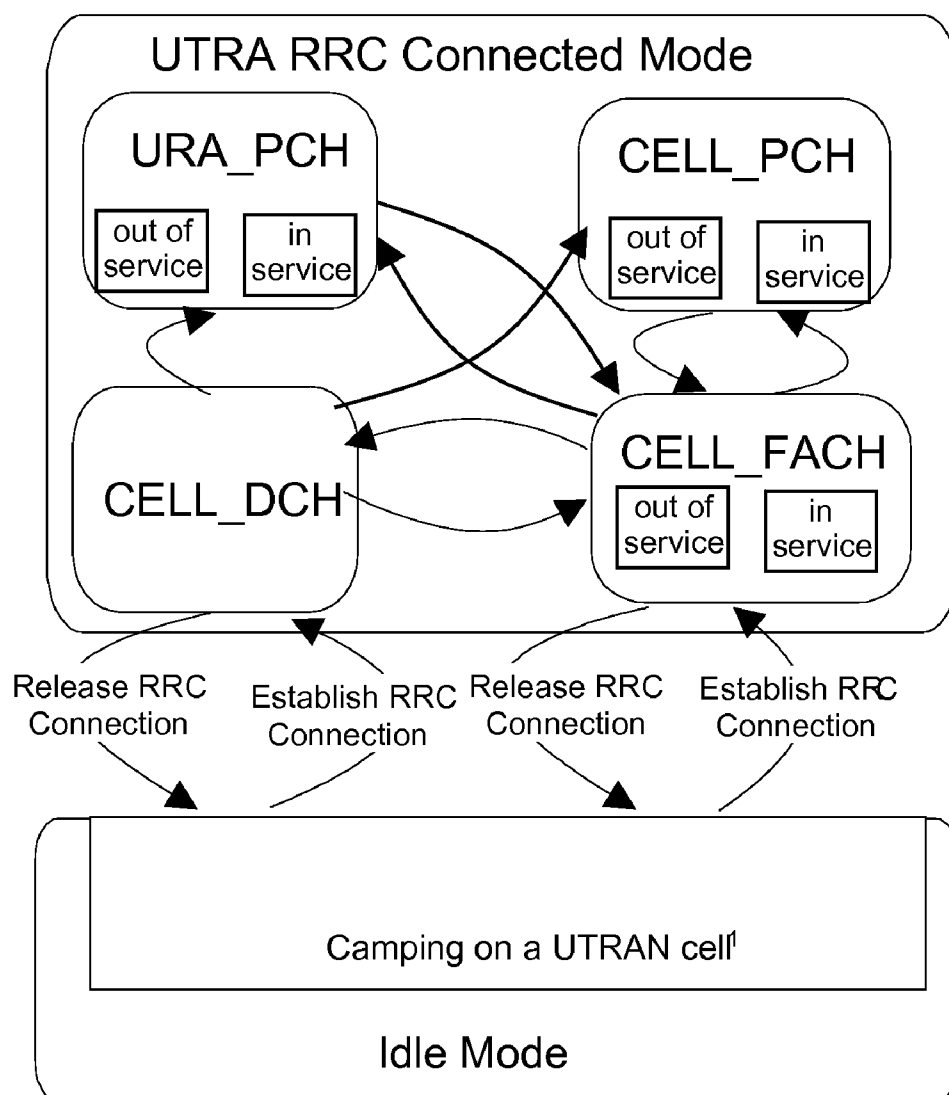 UTRA RRC Connected Mode
URA_PCH
out of
service
in
service
CELL_PCH
out of
service
in
service
CELL_DCH
CELL_FACH
out of
service
in
service
Release RRC
Connection
Establish RRC
Connection
Release RRC
Connection
Establish RRC
Connection
Camping on a UTRAN cell¹
Idle Mode